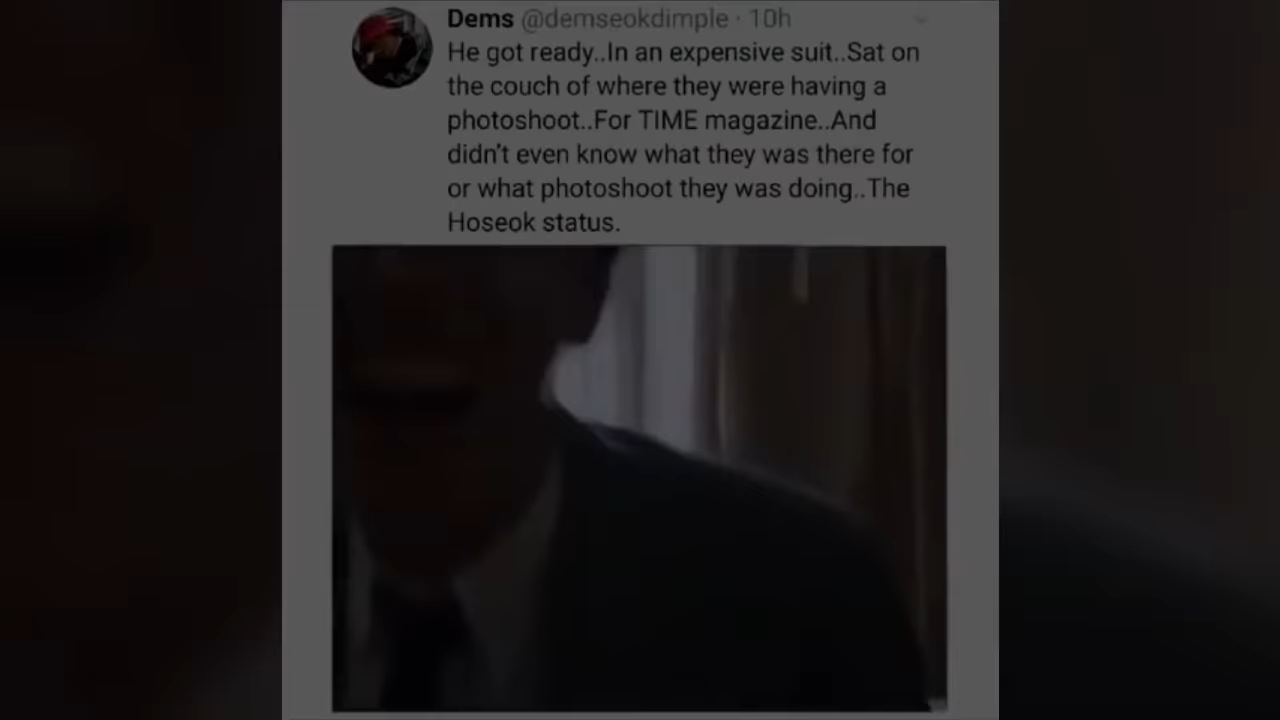 Dems @demseokdimple · 10h
He got ready..In an expensive suit..Sat on
the couch of where they were having a
photoshoot..For TIME magazine..And
didn't even know what they was there for
or what photoshoot they was doing..The
Hoseok status.